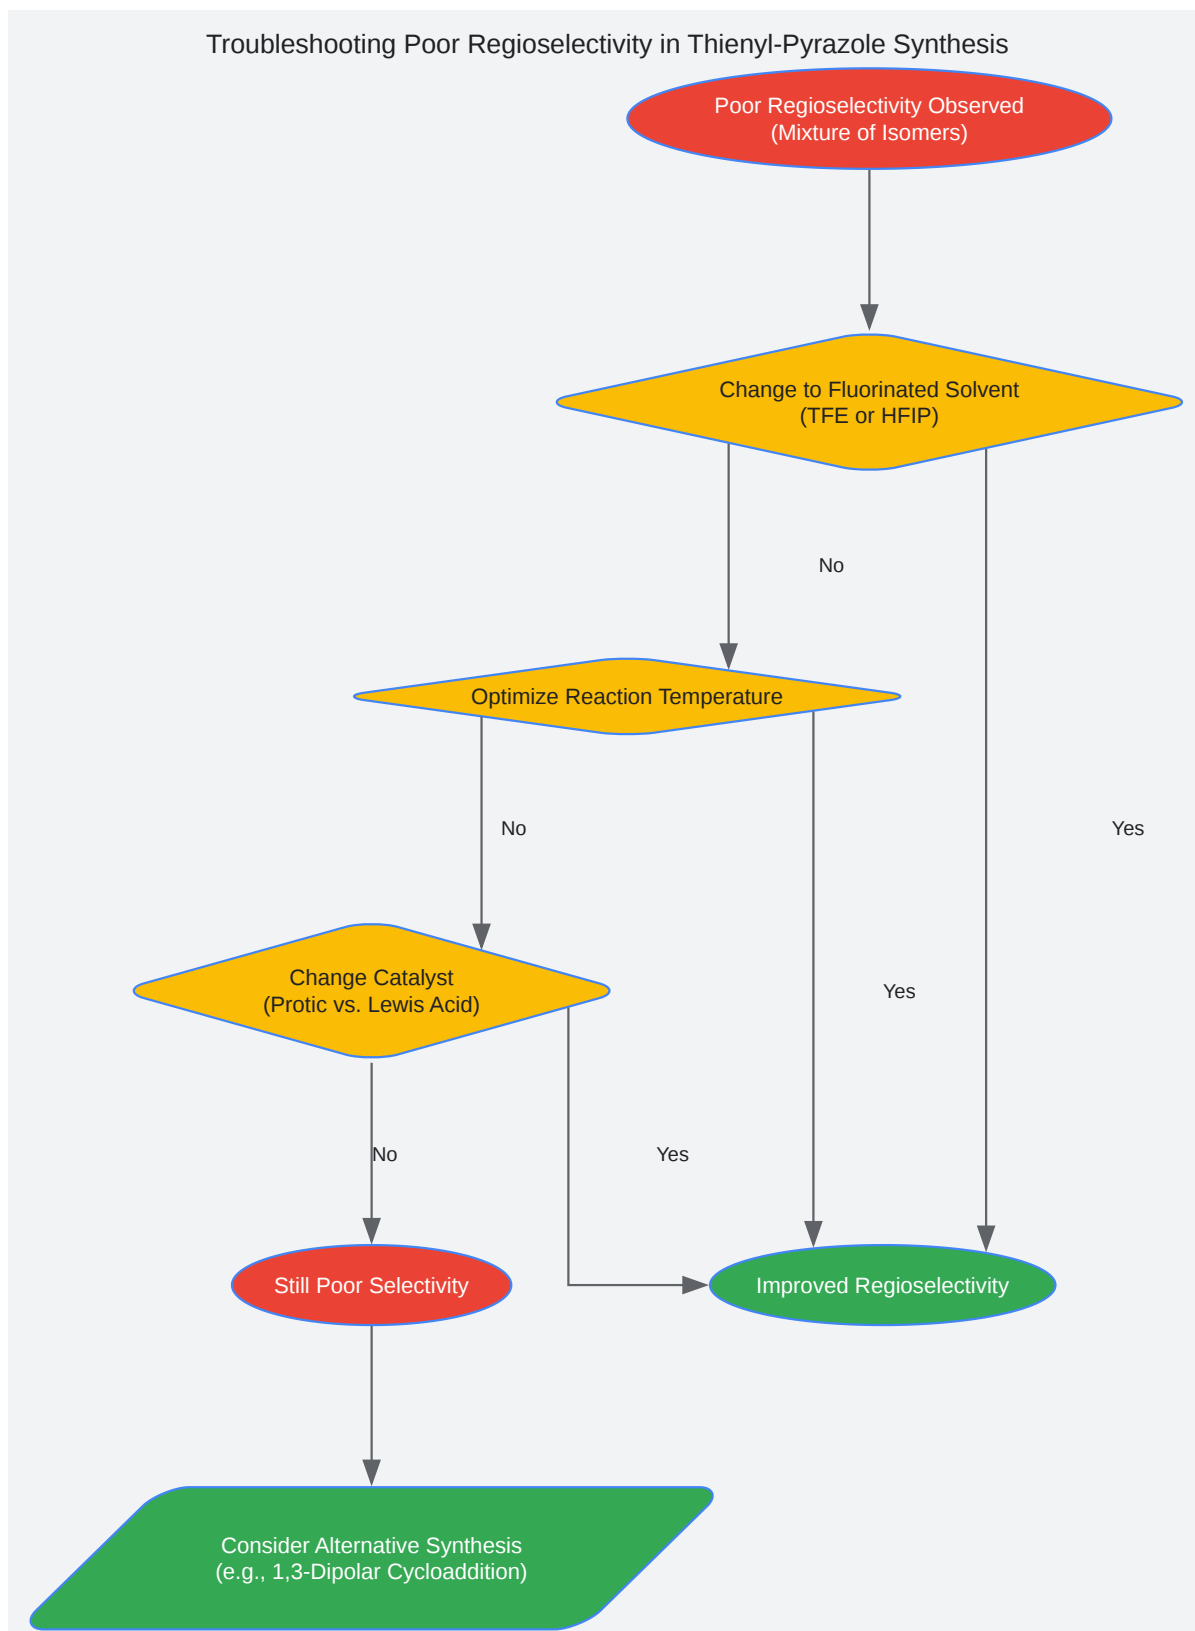 Troubleshooting Poor Regioselectivity in Thienyl-Pyrazole Synthesis
Poor Regioselectivity Observed
(Mixture of Isomers)
Change to Fluorinated Solvent
(TFE or HFIP)
No
Optimize Reaction Temperature
No
Yes
Change Catalyst
(Protic vs. Lewis Acid)
Yes
No
Yes
Still Poor Selectivity
Improved Regioselectivity
Consider Alternative Synthesis
(e.g., 1,3-Dipolar Cycloaddition)